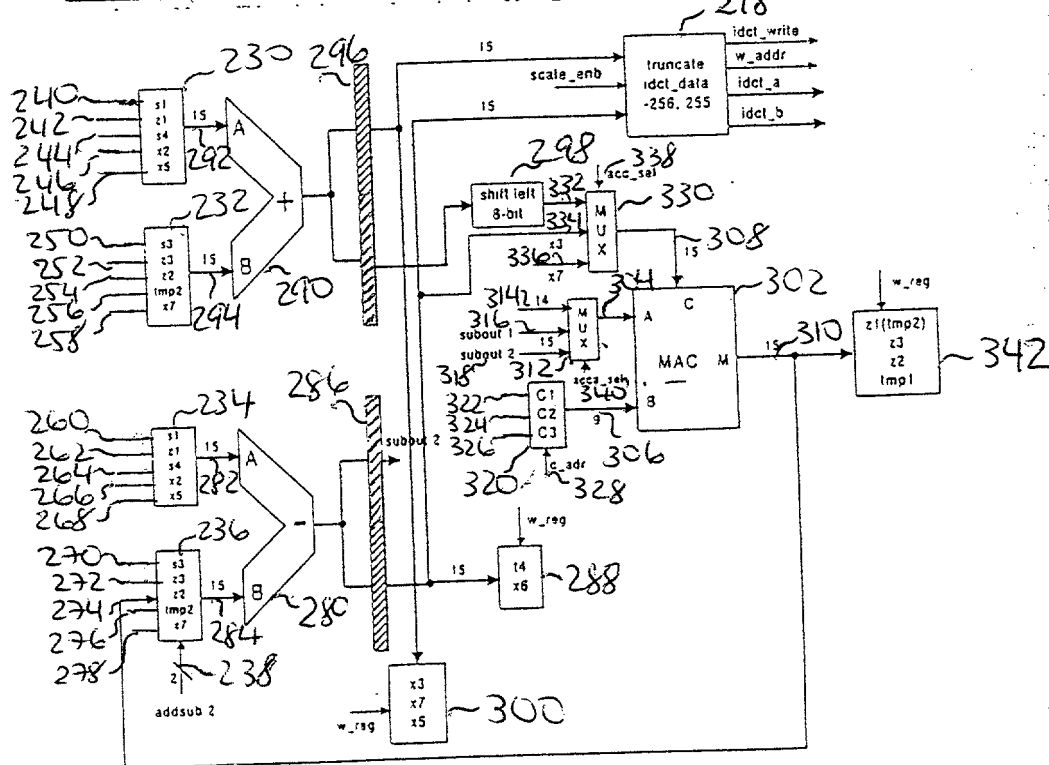 218
idct_write
w_addr
idct_a
idct_b
truncate
idct_data
-256, 255
15
scale_enb
15
230
296
240
242
244
246
248
s1
z1
s4
x2
x5
15
292
A
+
B
290
232
250
252
254
256
258
s3
z3
z2
tmp2
x7
15
294
298
shift left
8-bit
338
acc_sel
332
334
x3
336
x7
M
U
X
330
308
15
304
302
C
A
MAC
M
B
15
310
w_reg
z1(tmp2)
z3
z2
tmp1
342
314
t4
subout 1
316
15
subout 2
318
312
M
U
X
acca_sel
340
322
324
326
C1
C2
C3
9
306
320
c_adr
328
286
subout 2
234
260
262
264
266
268
s1
z1
s4
x2
x5
15
282
A
-
B
280
236
270
272
274
276
278
s3
z3
z2
tmp2
x7
15
284
2
238
addsub 2
w_reg
15
t4
x6
288
w_reg
x3
x7
x5
300